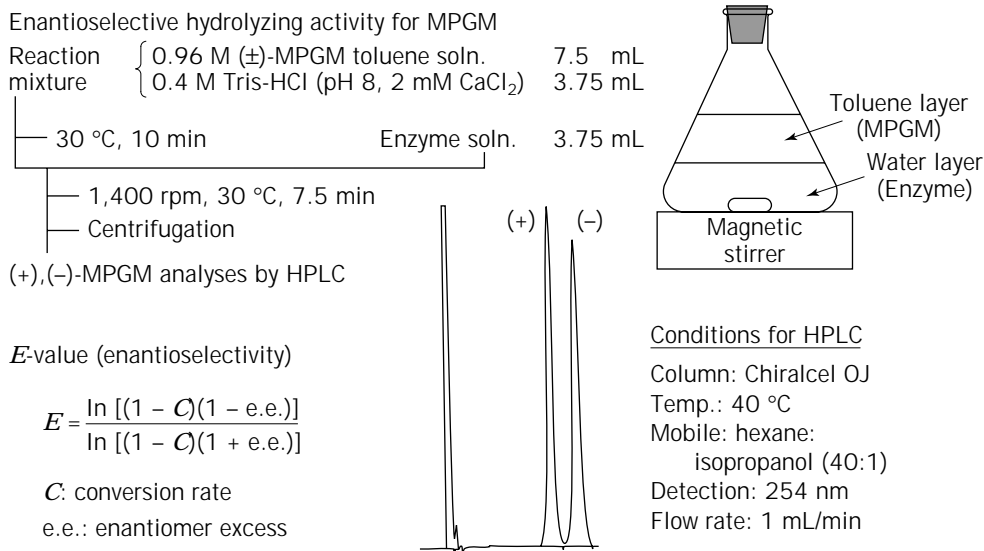 Enantioselective hydrolyzing activity for MPGM
Reaction mixture
0.96 M (±)-MPGM toluene soln. 7.5 mL
0.4 M Tris-HCl (pH 8, 2 mM CaCl₂) 3.75 mL
30 °C, 10 min Enzyme soln. 3.75 mL
1,400 rpm, 30 °C, 7.5 min
Centrifugation
(+),(–)-MPGM analyses by HPLC
Toluene layer
(MPGM)
Water layer
(Enzyme)
Magnetic
stirrer
(+) (–)
E-value (enantioselectivity)
E = ln [(1 – C)(1 – e.e.)] / ln [(1 – C)(1 + e.e.)]
C: conversion rate
e.e.: enantiomer excess
Conditions for HPLC
Column: Chiralcel OJ
Temp.: 40 °C
Mobile: hexane:
isopropanol (40:1)
Detection: 254 nm
Flow rate: 1 mL/min